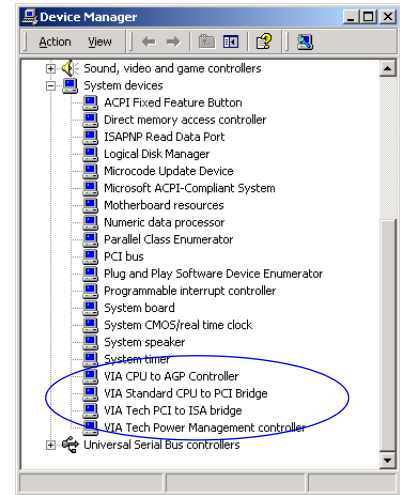 Device Manager
Action View
Sound, video and game controllers
System devices
ACPI Fixed Feature Button
Direct memory access controller
ISAPNP Read Data Port
Logical Disk Manager
Microcode Update Device
Microsoft ACPI-Compliant System
Motherboard resources
Numeric data processor
Parallel Class Enumerator
PCI bus
Plug and Play Software Device Enumerator
Programmable interrupt controller
System board
System CMOS/real time clock
System speaker
System timer
VIA CPU to AGP Controller
VIA Standard CPU to PCI Bridge
VIA Tech PCI to ISA bridge
VIA Tech Power Management controller
Universal Serial Bus controllers